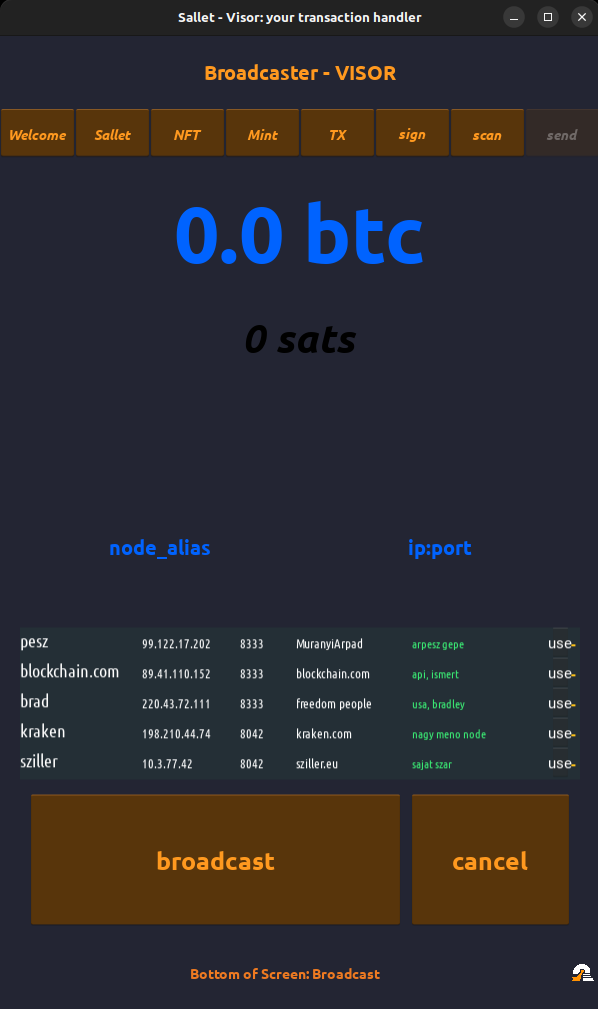 Sallet - Visor: your transaction handler
Broadcaster - VISOR
Welcome Sallet NFT Mint TX sign scan send
0.0 btc
0 sats
node_alias ip:port
pesz 99.122.17.202 8333 MuranyiArpad arpesz gepe use
blockchain.com 89.41.110.152 8333 blockchain.com api, ismert use
brad 220.43.72.111 8333 freedom people usa, bradley use
kraken 198.210.44.74 8042 kraken.com nagy meno node use
sziller 10.3.77.42 8042 sziller.eu sajat szar use
broadcast cancel
Bottom of Screen: Broadcast